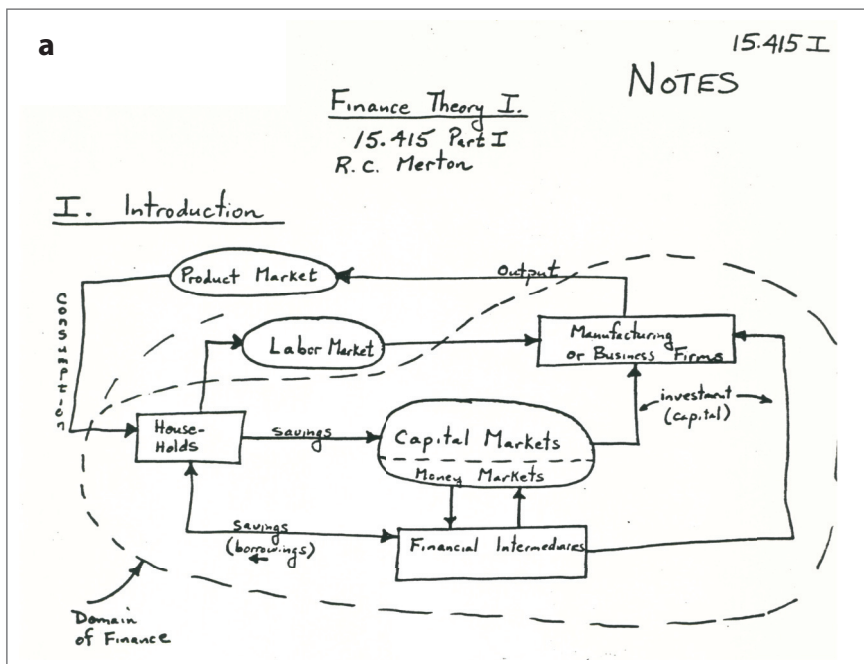 a
15.415 I
NOTES
Finance Theory I.
15.415 Part I
R.C. Merton
I. Introduction
Product Market
Output
Consumption
Labor Market
Manufacturing
or Business Firms
investment
(capital)
House-
Holds
Savings
Capital Markets
Money Markets
Savings
(borrowings)
Financial Intermediaries
Domain
of Finance